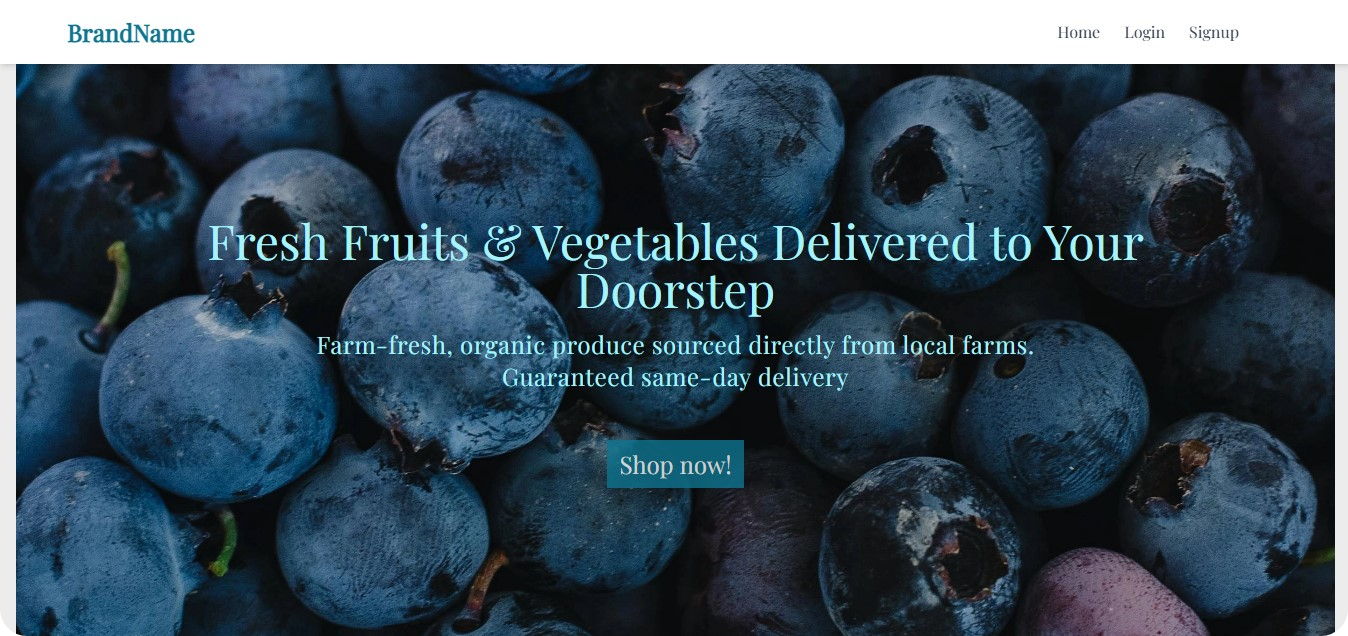 BrandName
Home Login Signup
Fresh Fruits & Vegetables Delivered to Your
Doorstep
Farm-fresh, organic produce sourced directly from local farms.
Guaranteed same-day delivery
Shop now!